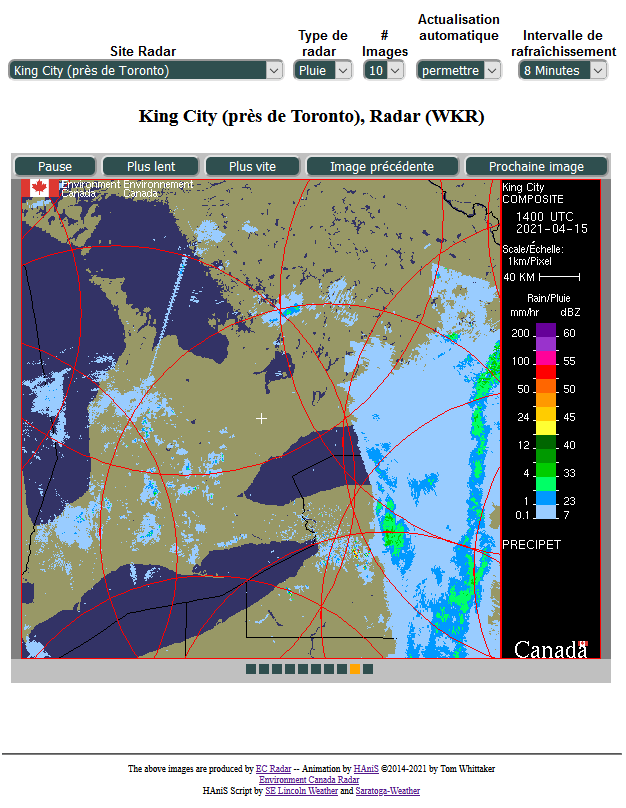 Site Radar
Type de radar
# Images
Actualisation automatique
Intervalle de rafraîchissement
King City (près de Toronto)
Pluie
10
permettre
8 Minutes
King City (près de Toronto), Radar (WKR)
Pause
Plus lent
Plus vite
Image précédente
Prochaine image
Environment Environnement
Canada Canada
King City
COMPOSITE
1400 UTC
2021-04-15
Scale/Échelle:
1km/Pixel
40 KM
Rain/Pluie
mm/hr dBZ
200 60
100 55
50 50
24 45
12 40
4 33
1 23
0.1 7
PRECIPET
Canada
The above images are produced by EC Radar -- Animation by HAniS ©2014-2021 by Tom Whittaker
Environment Canada Radar
HAniS Script by SE Lincoln Weather and Saratoga-Weather